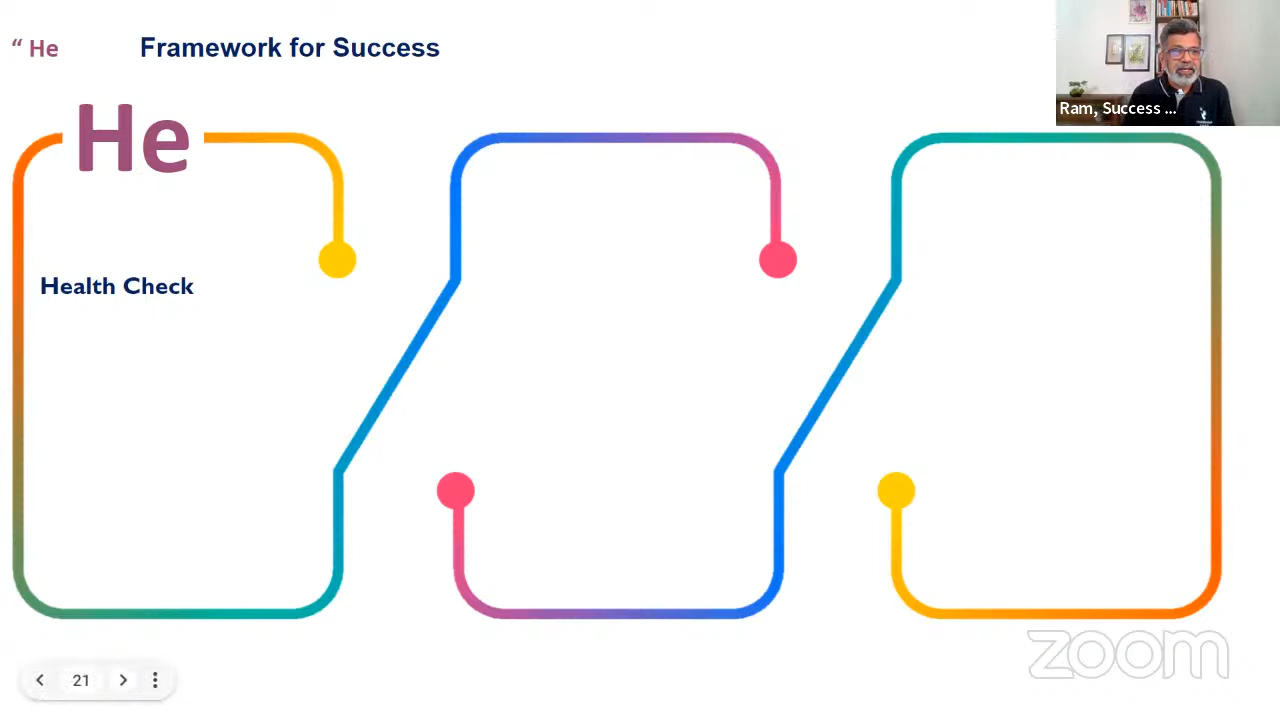 “ He
Framework for Success
Ram, Success ...
He
Health Check
zoom
21